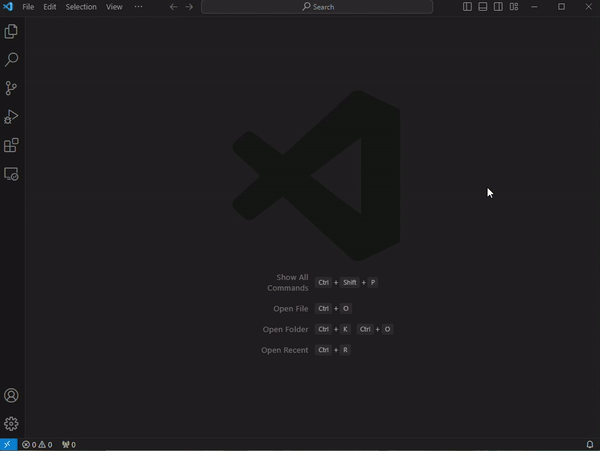 File Edit Selection View ··· Search
Show All Commands Ctrl + Shift + P
Open File Ctrl + O
Open Folder Ctrl + K Ctrl + O
Open Recent Ctrl + R
0 0 0